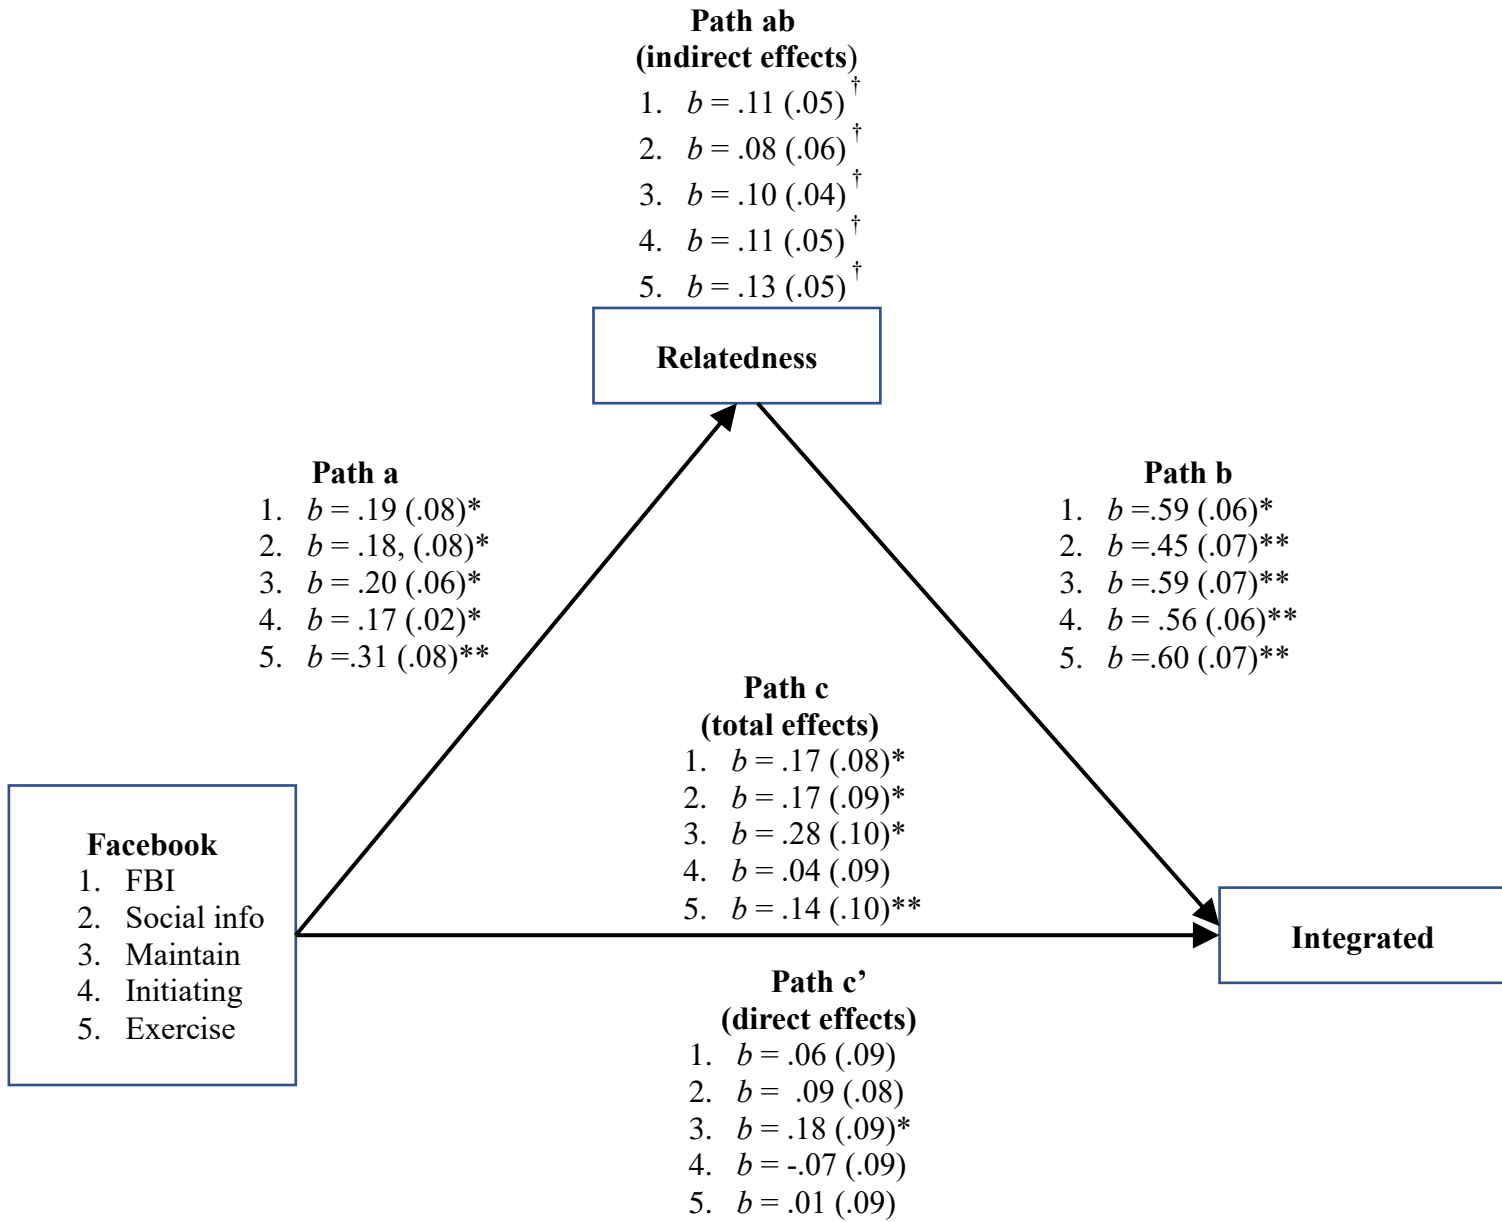 Path ab
(indirect effects)
1. b = .11 (.05) †
2. b = .08 (.06) †
3. b = .10 (.04) †
4. b = .11 (.05) †
5. b = .13 (.05) †
Relatedness
Path a
1. b = .19 (.08)*
2. b = .18, (.08)*
3. b = .20 (.06)*
4. b = .17 (.02)*
5. b =.31 (.08)**
Path b
1. b =.59 (.06)*
2. b =.45 (.07)**
3. b =.59 (.07)**
4. b = .56 (.06)**
5. b =.60 (.07)**
Path c
(total effects)
1. b = .17 (.08)*
2. b = .17 (.09)*
3. b = .28 (.10)*
4. b = .04 (.09)
5. b = .14 (.10)**
Facebook
1. FBI
2. Social info
3. Maintain
4. Initiating
5. Exercise
Integrated
Path c’
(direct effects)
1. b = .06 (.09)
2. b = .09 (.08)
3. b = .18 (.09)*
4. b = -.07 (.09)
5. b = .01 (.09)